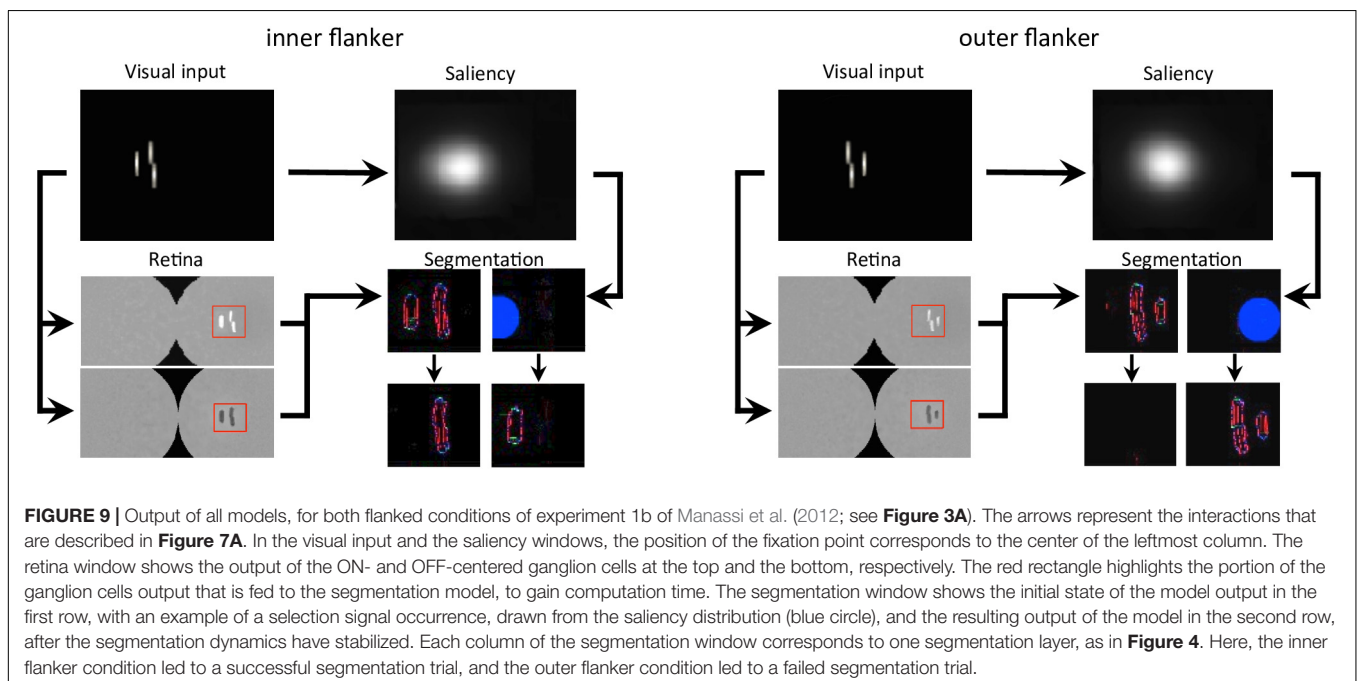 inner flanker
Visual input
Saliency
Retina
Segmentation
outer flanker
Visual input
Saliency
Retina
Segmentation
FIGURE 9 | Output of all models, for both flanked conditions of experiment 1b of Manassi et al. (2012; see Figure 3A). The arrows represent the interactions that
are described in Figure 7A. In the visual input and the saliency windows, the position of the fixation point corresponds to the center of the leftmost column. The
retina window shows the output of the ON- and OFF-centered ganglion cells at the top and the bottom, respectively. The red rectangle highlights the portion of the
ganglion cells output that is fed to the segmentation model, to gain computation time. The segmentation window shows the initial state of the model output in the
first row, with an example of a selection signal occurrence, drawn from the saliency distribution (blue circle), and the resulting output of the model in the second row,
after the segmentation dynamics have stabilized. Each column of the segmentation window corresponds to one segmentation layer, as in Figure 4. Here, the inner
flanker condition led to a successful segmentation trial, and the outer flanker condition led to a failed segmentation trial.